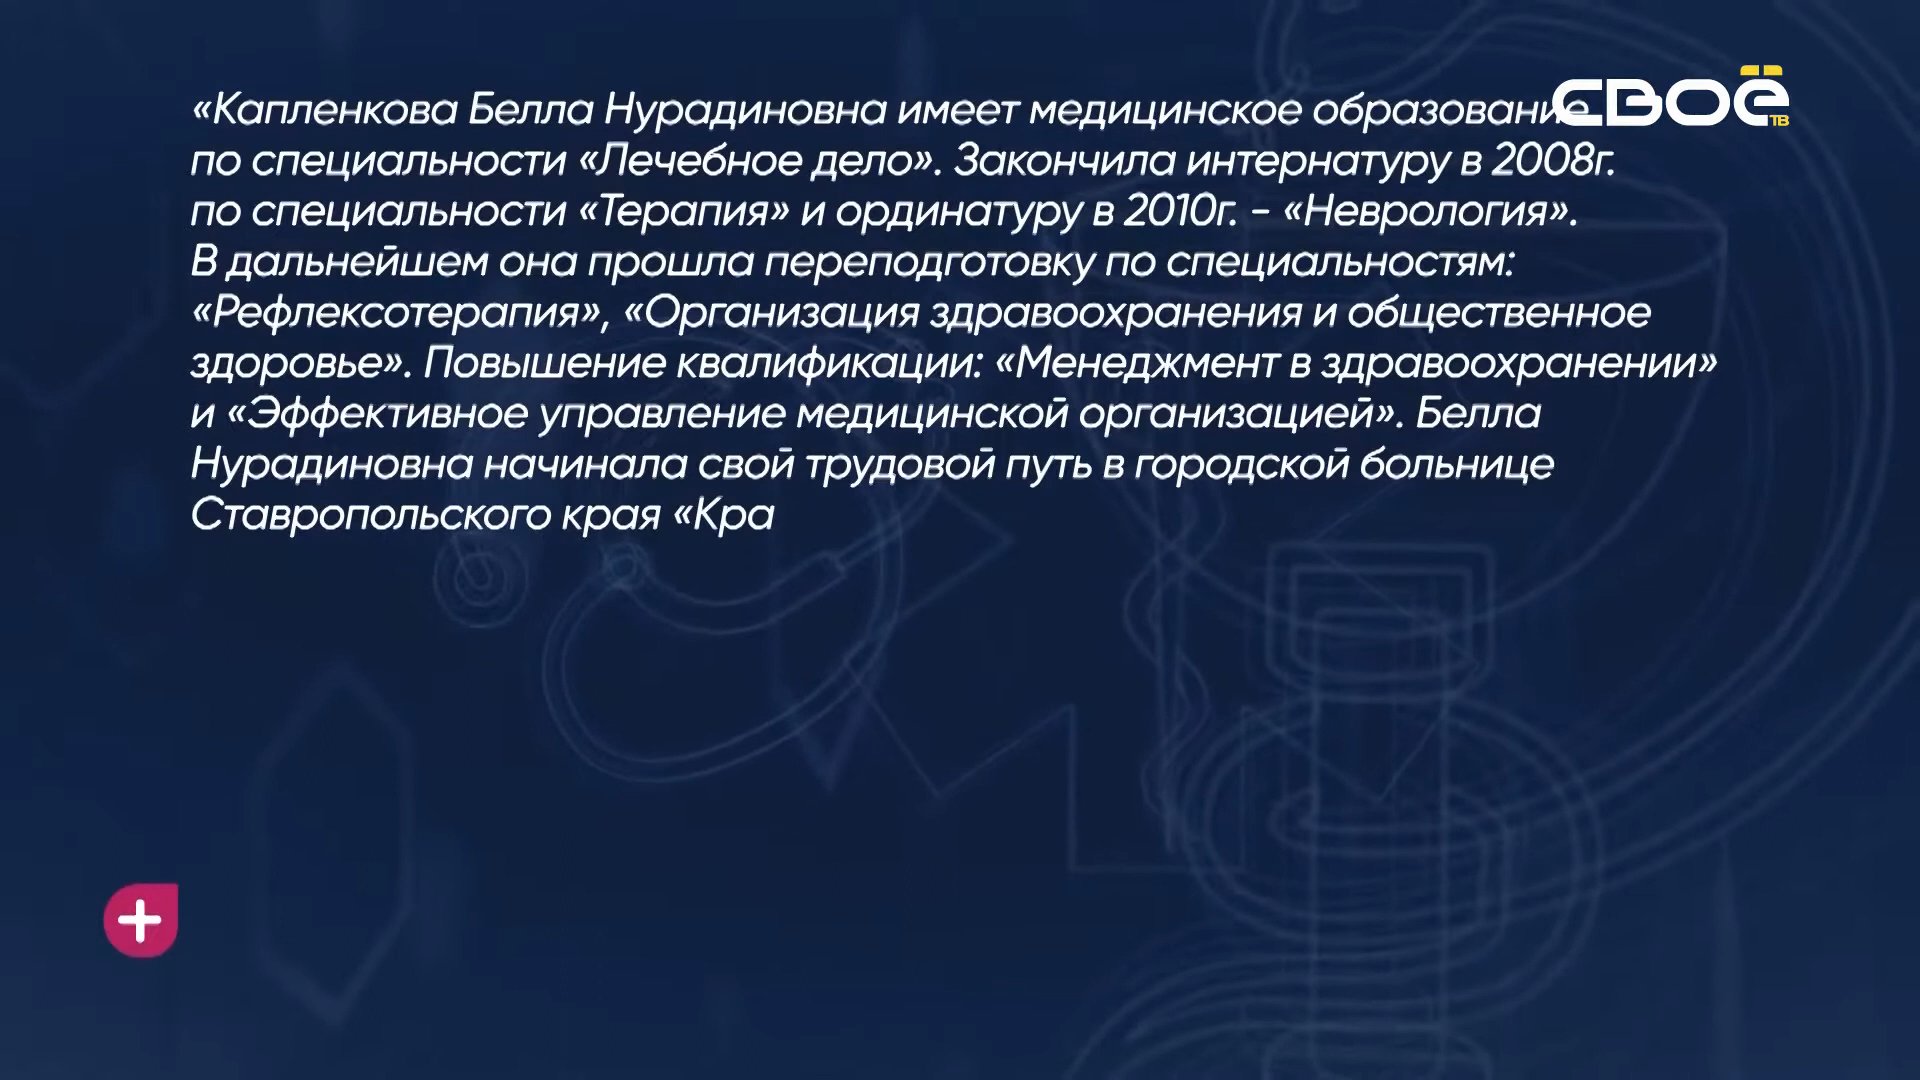 «Капленкова Белла Нурадиновна имеет медицинское образование
СВОЁ
ТВ
по специальности «Лечебное дело». Закончила интернатуру в 2008г.
по специальности «Терапия» и ординатуру в 2010г. - «Неврология».
В дальнейшем она прошла переподготовку по специальностям:
«Рефлексотерапия», «Организация здравоохранения и общественное
здоровье». Повышение квалификации: «Менеджмент в здравоохранении»
и «Эффективное управление медицинской организацией». Белла
Нурадиновна начинала свой трудовой путь в городской больнице
Ставропольского края «Кра